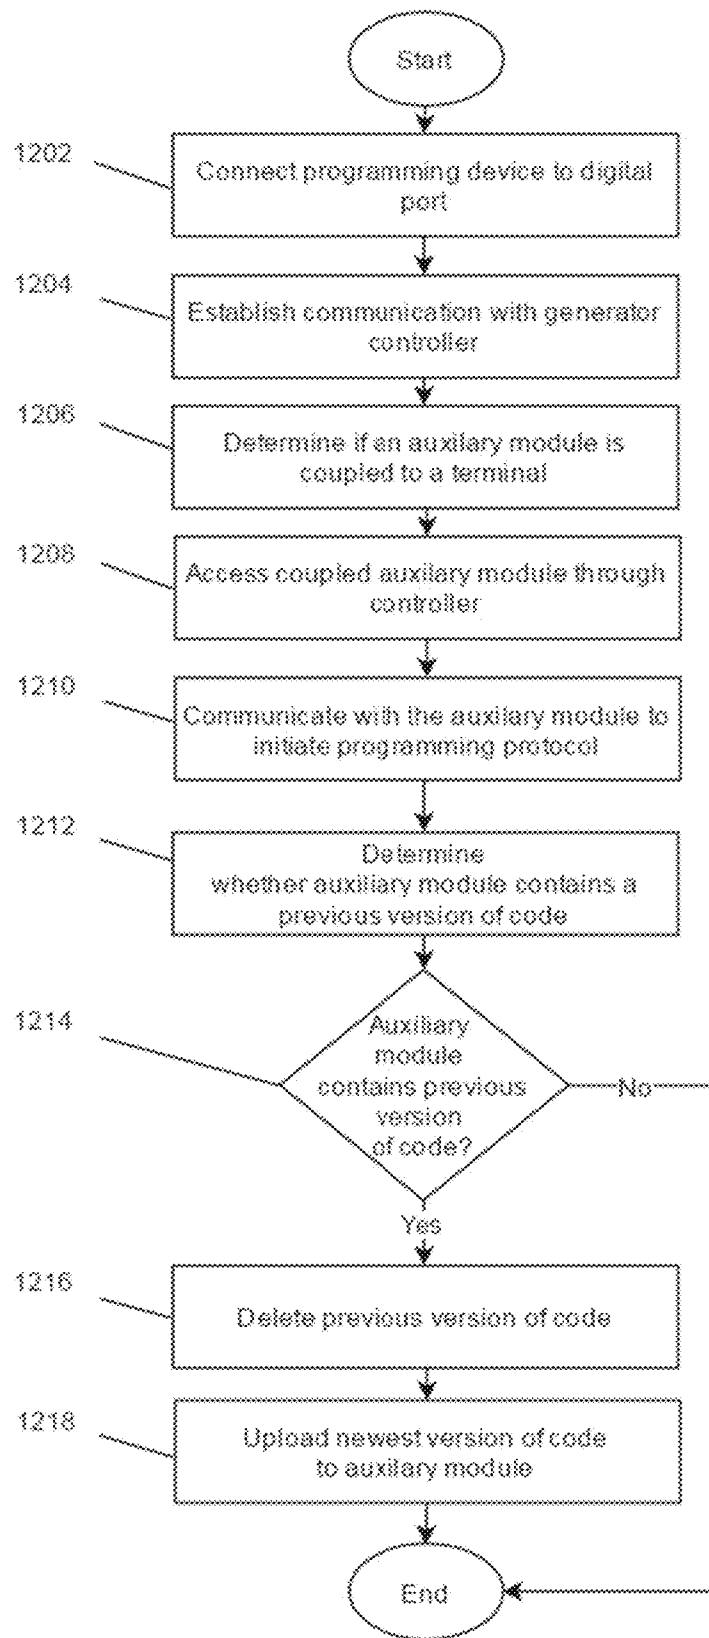 Start
1202
Connect programming device to digital
port
1204
Establish communication with generator
controller
1206
Determine if an auxilary module is
coupled to a terminal
1208
Access coupled auxilary module through
controller
1210
Communicate with the auxilary module to
initiate programming protocol
1212
Determine
whether auxiliary module contains a
previous version of code
1214
Auxiliary
module
contains previous
version
of code?
No
Yes
1216
Delete previous version of code
1218
Upload newest version of code
to auxilary module
End